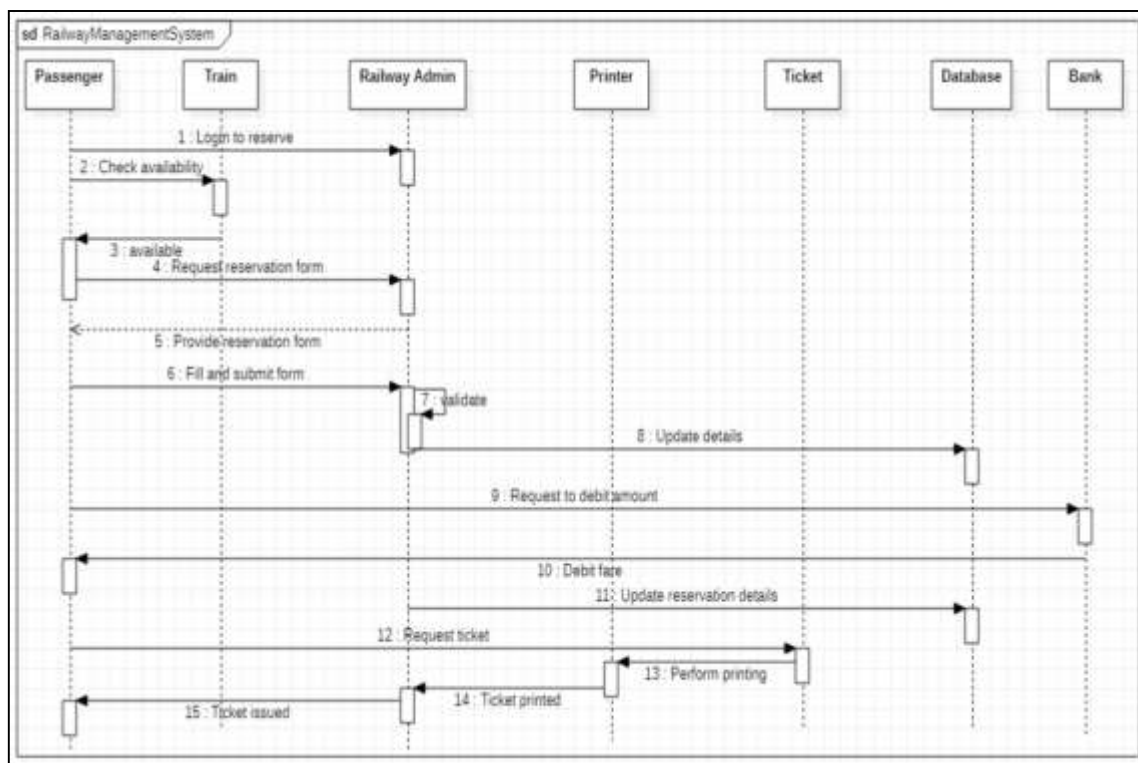 sd RailwayManagementSystem
Passenger
Train
Railway Admin
Printer
Ticket
Database
Bank
1 : Login to reserve
2 : Check availability
3 : available
4 : Request reservation form
5 : Provide reservation form
6 : Fill and submit form
7 : validate
8 : Update details
9 : Request to debit amount
10 : Debit fare
11 : Update reservation details
12 : Request ticket
13 : Perform printing
14 : Ticket printed
15 : Ticket issued